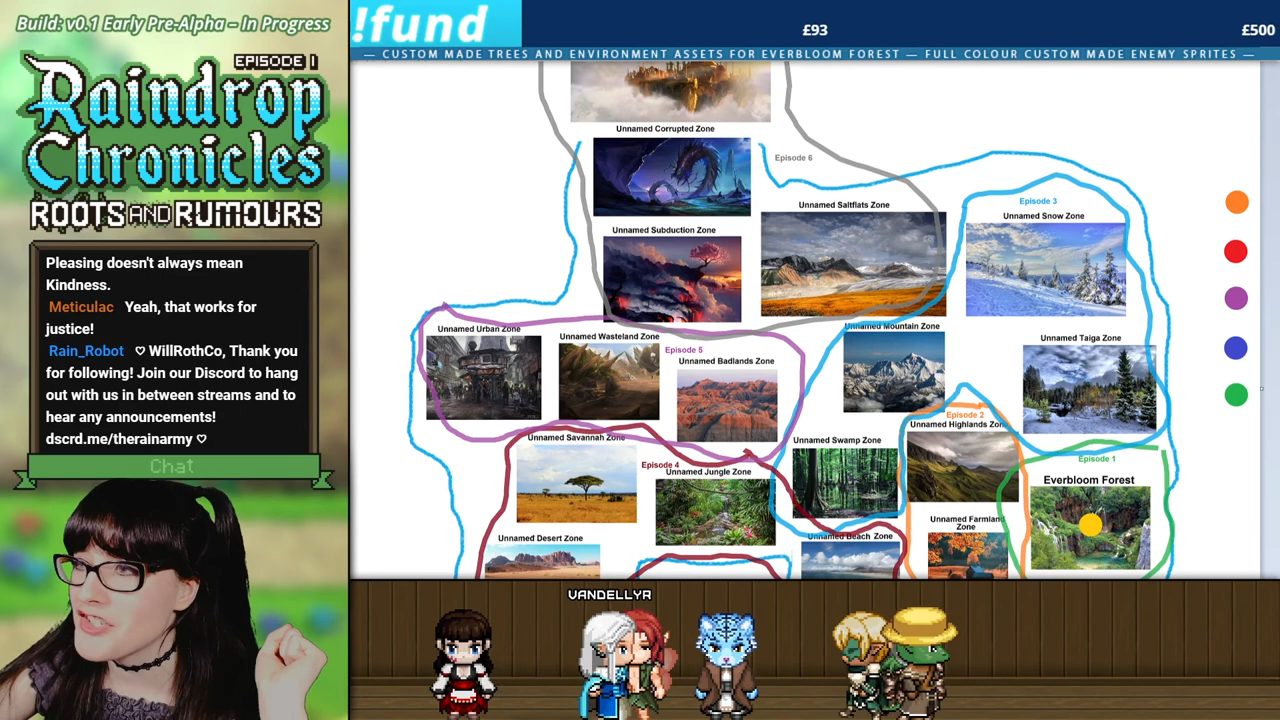 Build: v0.1 Early Pre-Alpha – In Progress
EPISODE I
Raindrop
Chronicles
ROOTS AND RUMOURS
Pleasing doesn't always mean
Kindness.
Meticulac Yeah, that works for
justice!
Rain_Robot ♡ WillRothCo, Thank you
for following! Join our Discord to hang
out with us in between streams and to
hear any announcements!
dscrd.me/therainarmy ♡
Chat
!fund
£93
£500
— CUSTOM MADE TREES AND ENVIRONMENT ASSETS FOR EVERBLOOM FOREST — FULL COLOUR CUSTOM MADE ENEMY SPRITES —
Unnamed Corrupted Zone
Episode 6
Unnamed Saltflats Zone
Episode 3
Unnamed Snow Zone
Unnamed Subduction Zone
Unnamed Urban Zone
Unnamed Wasteland Zone
Episode 5
Unnamed Badlands Zone
Unnamed Mountain Zone
Unnamed Taiga Zone
Episode 2
Unnamed Highlands Zone
Unnamed Savannah Zone
Episode 4
Unnamed Jungle Zone
Unnamed Swamp Zone
Episode 1
Everbloom Forest
Unnamed Desert Zone
Unnamed Beach Zone
Unnamed Farmland
Zone
VANDELLYR